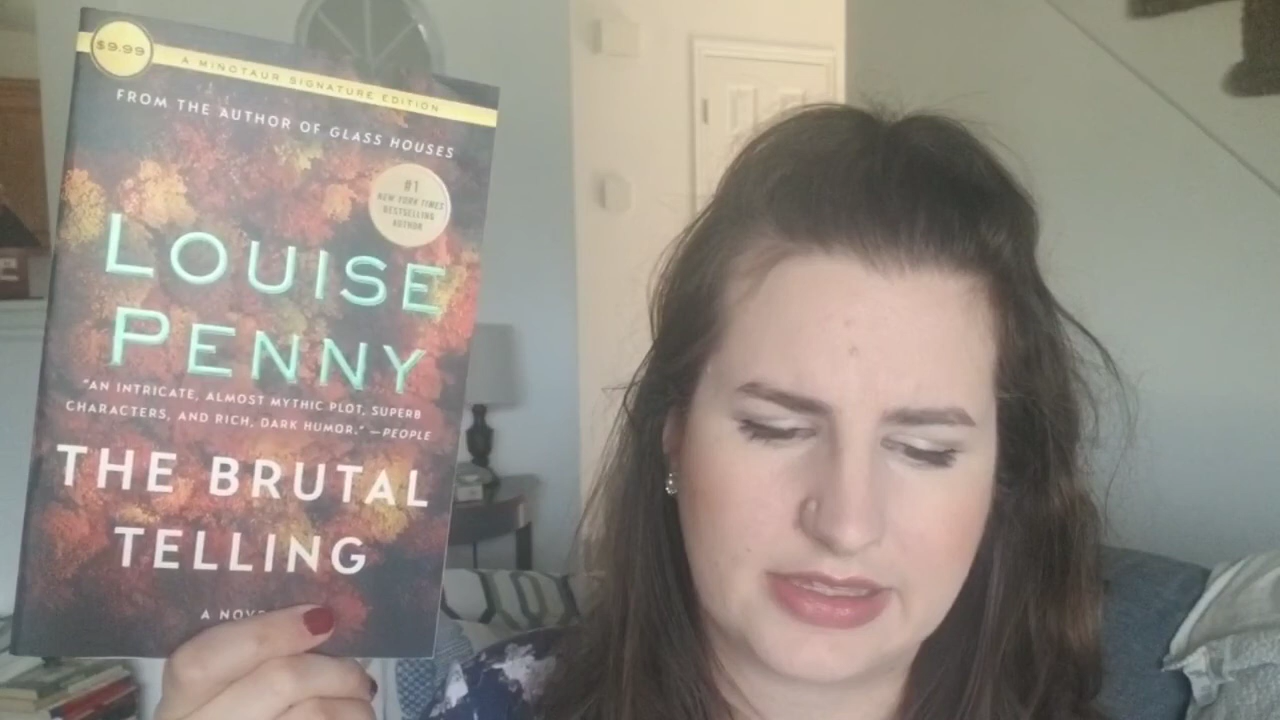 $9.99
A MINOTAUR SIGNATURE EDITION
FROM THE AUTHOR OF GLASS HOUSES
#1
NEW YORK TIMES
BESTSELLING
AUTHOR
LOUISE
PENNY
"AN INTRICATE, ALMOST MYTHIC PLOT, SUPERB
CHARACTERS, AND RICH, DARK HUMOR." —PEOPLE
THE BRUTAL
TELLING
A NOVE
E